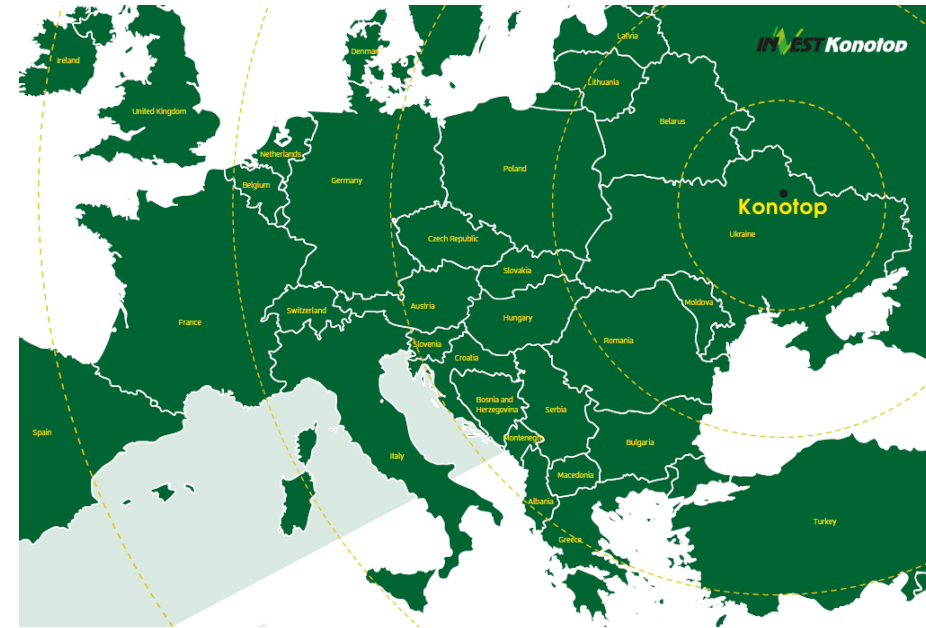 INVEST Konotop
Latvia
Ireland
Denmark
Lithuania
United Kingdom
Belarus
Netherlands
Poland
Germany
Belgium
Konotop
Ukraine
Czech Republic
Slovakia
Moldova
Austria
Switzerland
Hungary
France
Romania
Slovenia
Croatia
Bosnia and
Herzegovina
Serbia
Spain
Montenegro
Bulgaria
Italy
Macedonia
Albania
Turkey
Greece